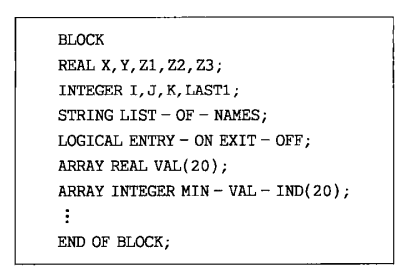 BLOCK
REAL X,Y,Z1,Z2,Z3;
INTEGER I,J,K,LAST1;
STRING LIST – OF – NAMES;
LOGICAL ENTRY – ON EXIT – OFF;
ARRAY REAL VAL(20);
ARRAY INTEGER MIN – VAL – IND(20);
⋮
END OF BLOCK;